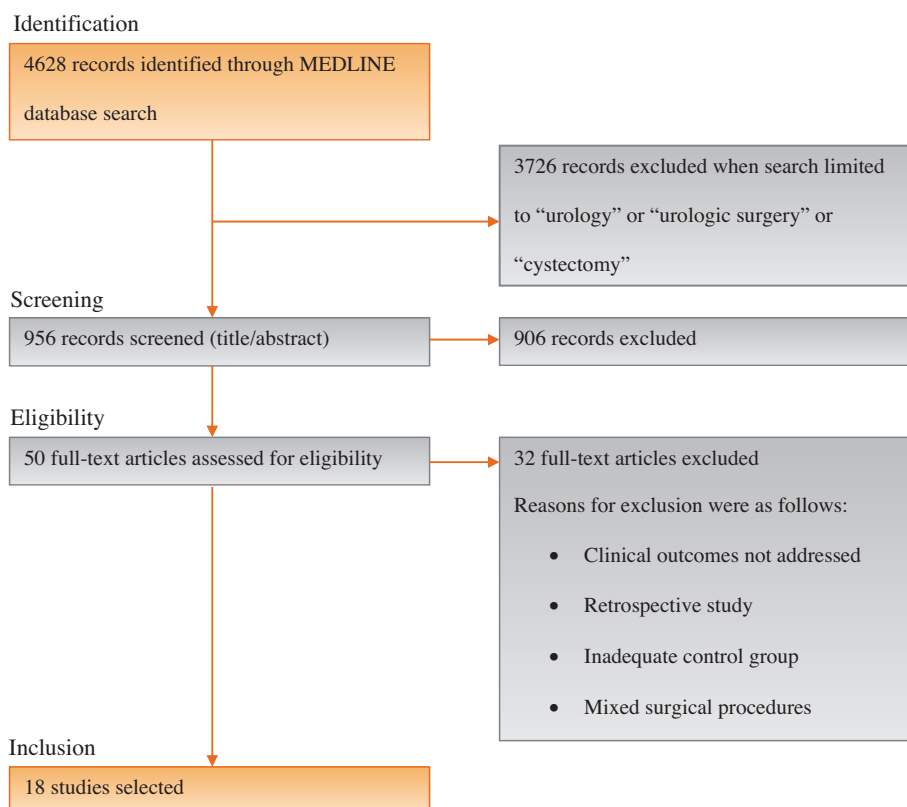 Identification
4628 records identified through MEDLINE
database search
3726 records excluded when search limited
to “urology” or “urologic surgery” or
“cystectomy”
Screening
956 records screened (title/abstract)
906 records excluded
Eligibility
50 full-text articles assessed for eligibility
32 full-text articles excluded
Reasons for exclusion were as follows:
• Clinical outcomes not addressed
• Retrospective study
• Inadequate control group
• Mixed surgical procedures
Inclusion
18 studies selected